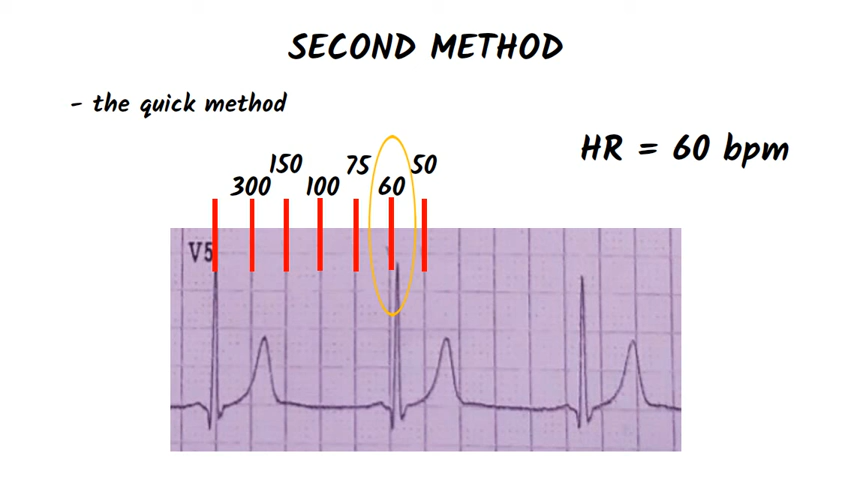 SECOND METHOD
- the quick method
HR = 60 bpm
150 75 50
300 100 60
V5